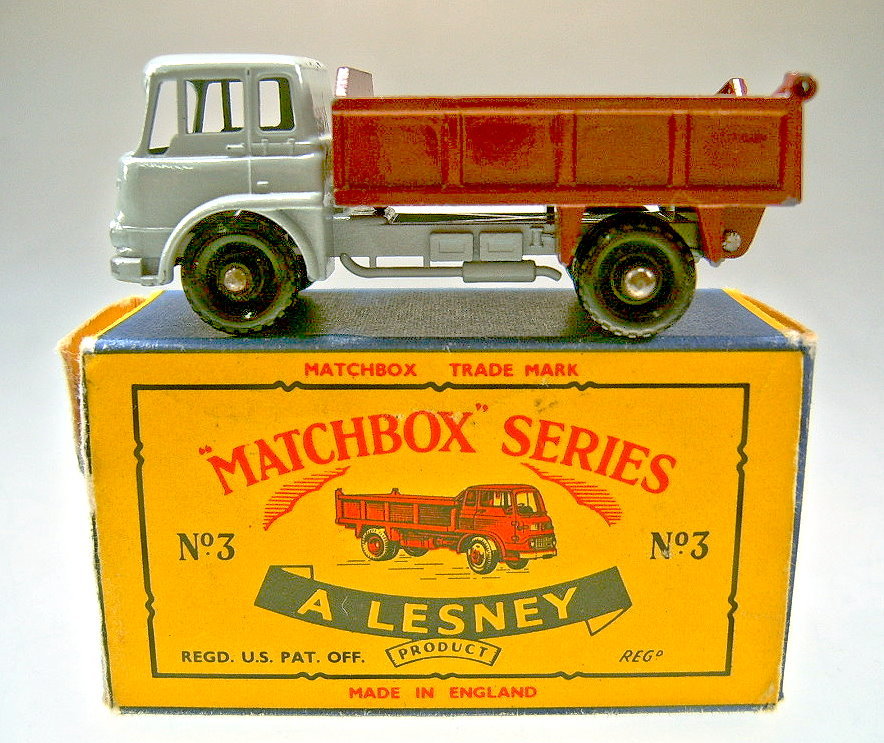 MATCHBOX TRADE MARK
"MATCHBOX" SERIES
Nº3 Nº3
A LESNEY
PRODUCT
REGD. U.S. PAT. OFF. REGD
MADE IN ENGLAND